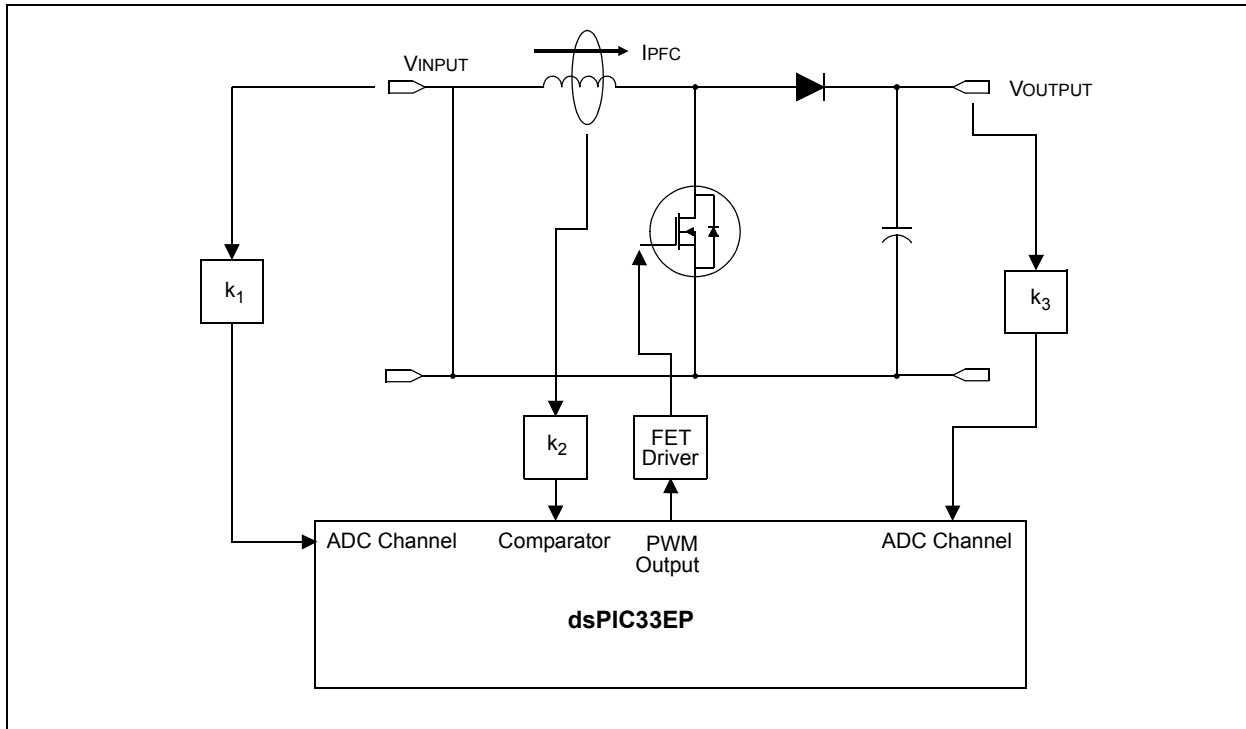 IPFC
VINPUT
VOUTPUT
k1
k3
k2
FET
Driver
ADC Channel
Comparator
PWM
Output
ADC Channel
dsPIC33EP